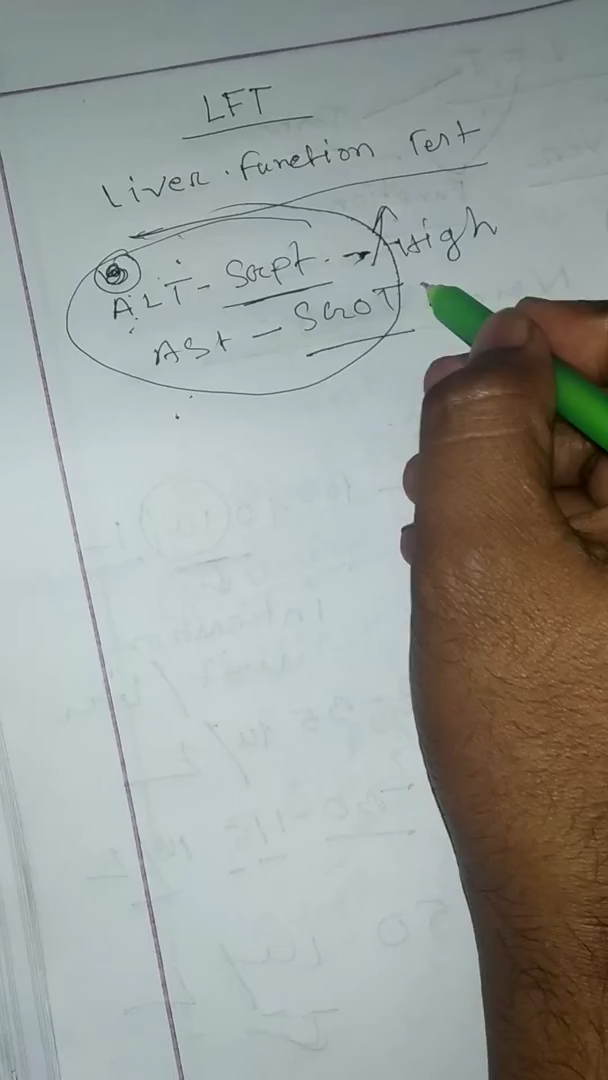 LFT
Liver. Function Test
ALT - Sgpt. - High
ASt - SGOT